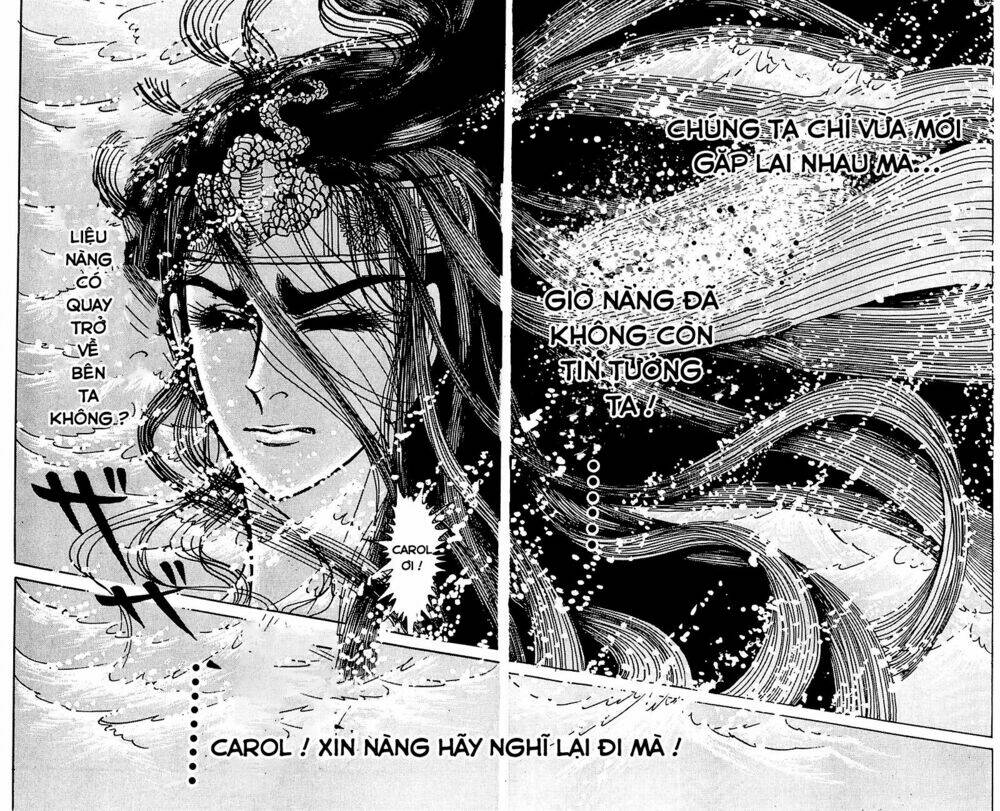 CHÚNG TA CHỈ VỪA MỚI
GẶP LẠI NHAU MÀ...
GIỜ NÀNG ĐÃ
KHÔNG CÒN
TIN TƯỞNG
TA !
LIỆU
NÀNG
CÓ
QUAY
TRỞ
VỀ
BÊN
TA
KHÔNG ?
CAROL
ƠI !
ザ
ザ
CAROL ! XIN NÀNG HÃY NGHĨ LẠI ĐI MÀ !